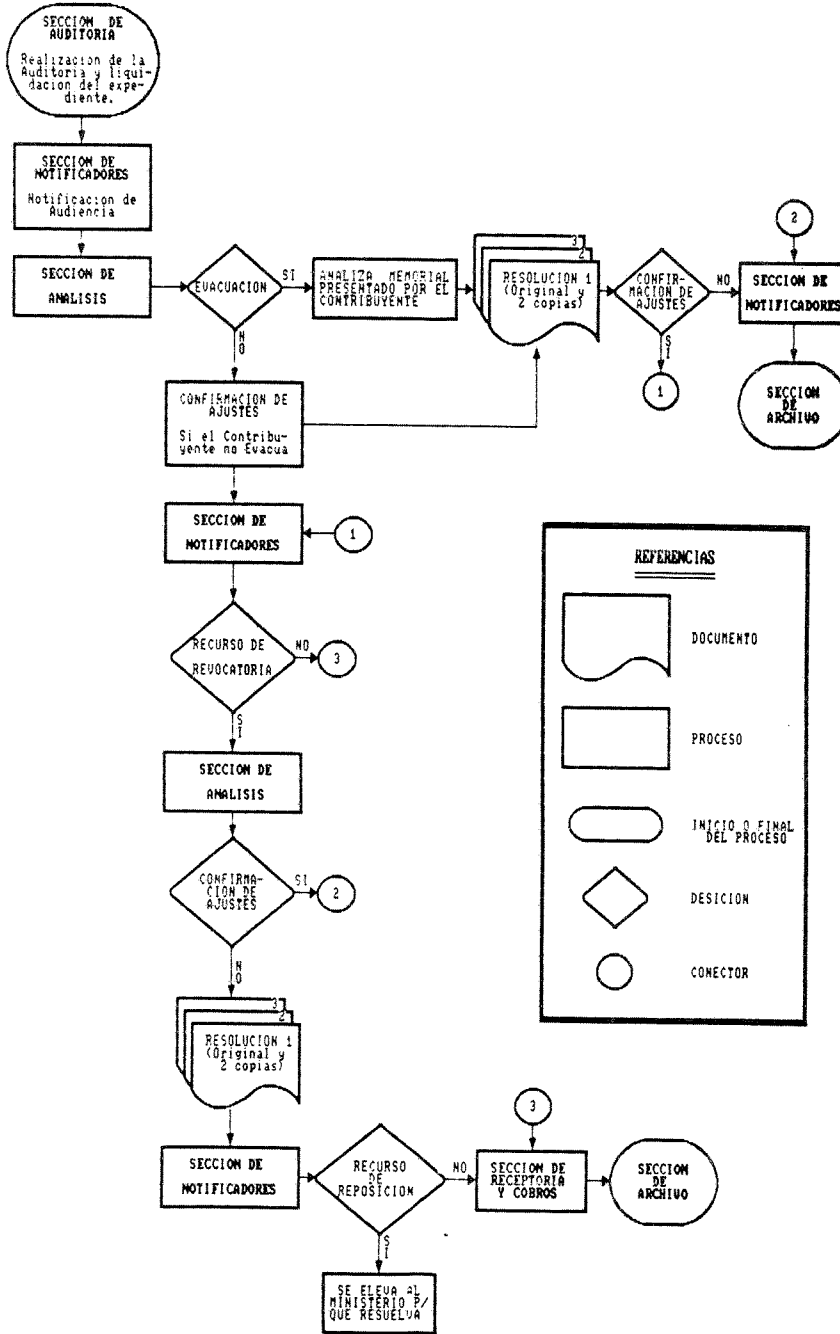 SECCION DE
AUDITORIA
Realizacion de la
Auditoria y liqui-
dacion del expe-
diente.
SECCION DE
NOTIFICADORES
Notificacion de
Audiencia
SECCION DE
ANALISIS
EVACUACION
SI
NO
ANALIZA MEMORIAL
PRESENTADO POR EL
CONTRIBUYENTE
3
2
RESOLUCION 1
(Original y
2 copias)
CONFIR-
MACION DE
AJUSTES
NO
SI
1
2
SECCION DE
NOTIFICADORES
SECCION
DE
ARCHIVO
CONFIRMACION DE
AJUSTES
Si el Contribu-
yente no Evacua
SECCION DE
NOTIFICADORES
1
RECURSO DE
REVOCATORIA
NO
3
SI
SECCION DE
ANALISIS
CONFIRMA-
CION DE
AJUSTES
SI
2
NO
3
2
RESOLUCION 1
(Original y
2 copias)
SECCION DE
NOTIFICADORES
RECURSO
DE
REPOSICION
NO
SI
3
SECCION DE
RECEPTORIA
Y COBROS
SECCION
DE
ARCHIVO
SE ELEVA AL
MINISTERIO P/
QUE RESUELVA
REFERENCIAS
DOCUMENTO
PROCESO
INICIO O FINAL
DEL PROCESO
DESICION
CONECTOR